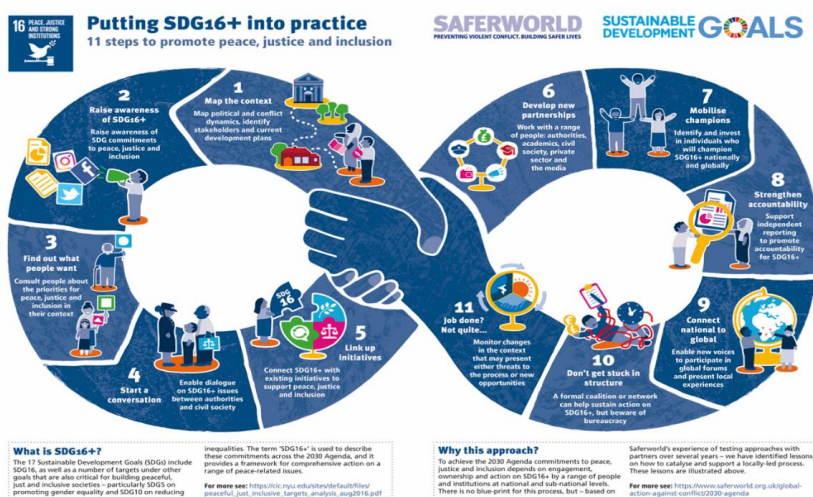 16 PEACE, JUSTICE
AND STRONG
INSTITUTIONS
Putting SDG16+ into practice
11 steps to promote peace, justice and inclusion
SAFERWORLD
PREVENTING VIOLENT CONFLICT. BUILDING SAFER LIVES
SUSTAINABLE
DEVELOPMENT
GOALS
1
Map the context
Map political and conflict
dynamics, identify
stakeholders and current
development plans
2
Raise awareness
of SDG16+
Raise awareness of
SDG commitments
to peace, justice and
inclusion
3
Find out what
people want
Consult people about
the priorities for
peace, justice and
inclusion in
their context
4
Start a
conversation
Enable dialogue
on SDG16+ issues
between authorities
and civil society
SDG
16
5
Link up
initiatives
Connect SDG16+ with
existing initiatives to
support peace, justice
and inclusion
6
Develop new
partnerships
Work with a range
of people: authorities,
academics, civil
society, private
sector and
the media
7
Mobilise
champions
Identify and invest
in individuals who
will champion
SDG16+ nationally
and globally
8
Strengthen
accountability
Support
independent
reporting
to promote
accountability
for SDG16+
9
Connect
national to
global
Enable new voices
to participate in
global forums
and present local
experiences
10
Don't get stuck in
structure
A formal coalition or network
can help sustain action on
SDG16+, but beware of
bureaucracy
11
Job done?
Not quite...
Monitor changes
in the context
that may present
either threats to
the process or new
opportunities
What is SDG16+?
The 17 Sustainable Development Goals (SDGs) include
SDG16, as well as a number of targets under other
goals that are also critical for building peaceful,
just and inclusive societies – particularly SDG5 on
promoting gender equality and SDG10 on reducing
inequalities. The term 'SDG16+' is used to describe
these commitments across the 2030 Agenda, and it
provides a framework for comprehensive action on a
range of peace-related issues.
For more see: https://cic.nyu.edu/sites/default/files/
peaceful_just_inclusive_targets_analysis_aug2016.pdf
Why this approach?
To achieve the 2030 Agenda commitments to peace,
justice and inclusion depends on engagement,
ownership and action on SDG16+ by a range of people
and institutions at national and sub-national levels.
There is no blue-print for this process, but – based on
Saferworld's experience of testing approaches with
partners over several years – we have identified lessons
on how to catalyse and support a locally-led process.
These lessons are illustrated above.
For more see: https://www.saferworld.org.uk/global-
action-against-conflict/2030-agenda